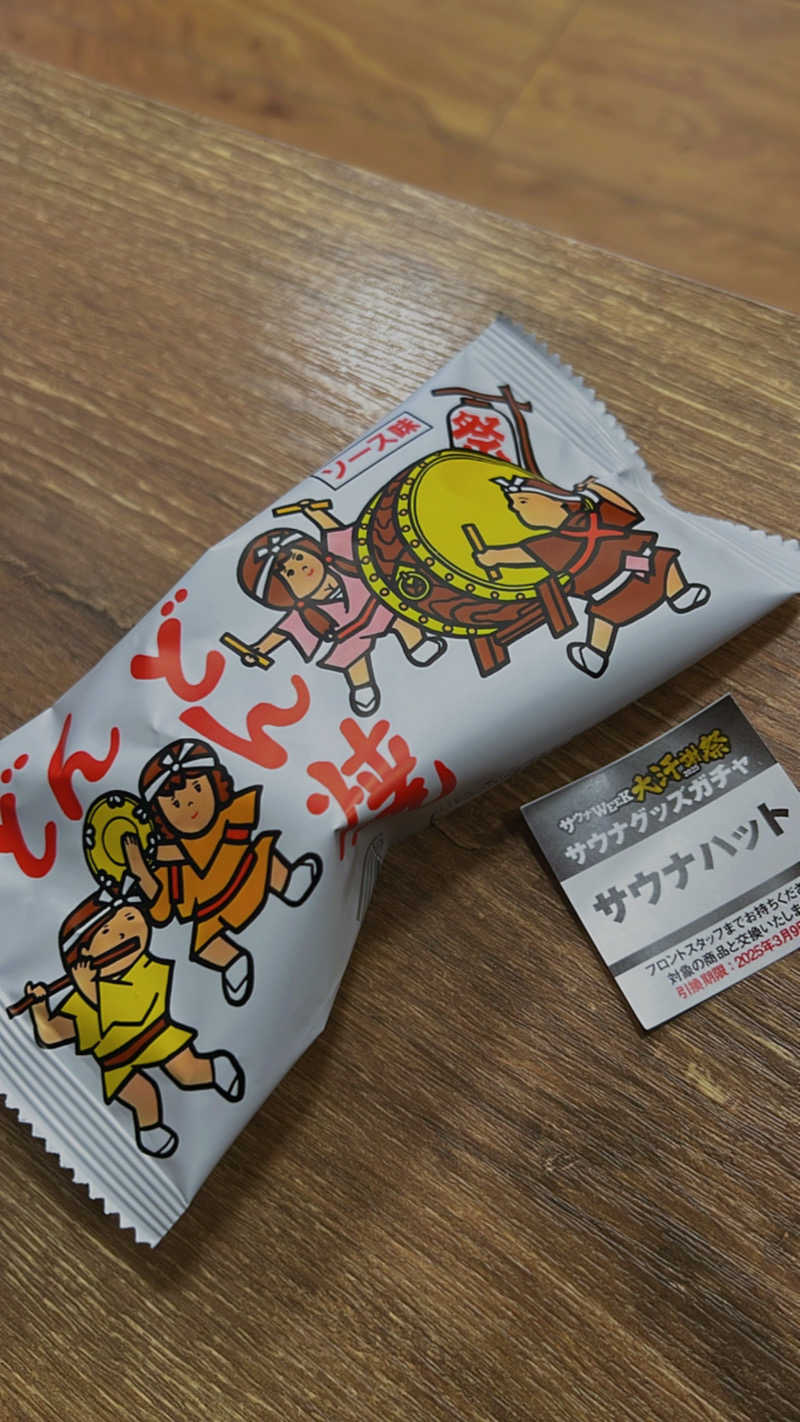 ソース味
祭
どんどん
焼
サウナWEEK大汗謝祭
2025
サウナグッズガチャ
サウナハット
フロントスタッフまでお持ちくださ
対象の商品と交換いたしま
引換期限:2025年3月9